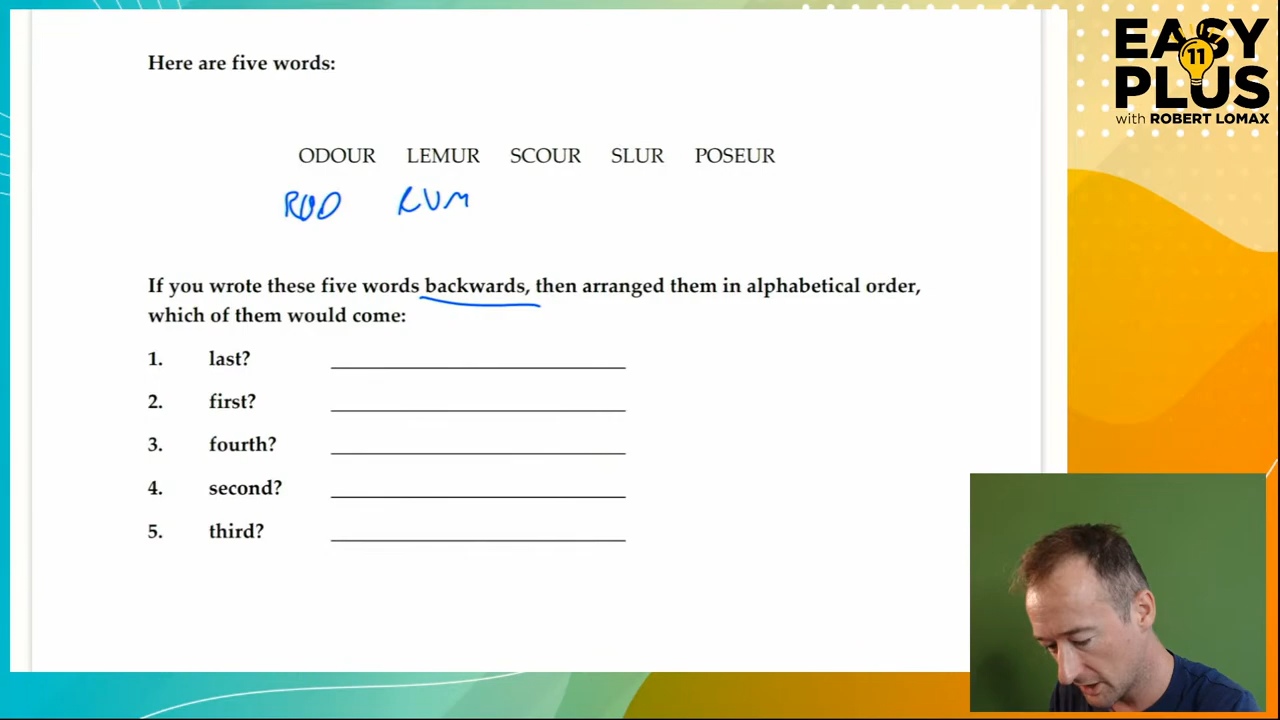 EASY
11
PLUS
with ROBERT LOMAX
Here are five words:
ODOUR LEMUR SCOUR SLUR POSEUR
RUO RUM
If you wrote these five words backwards, then arranged them in alphabetical order,
which of them would come:
1. last?
2. first?
3. fourth?
4. second?
5. third?